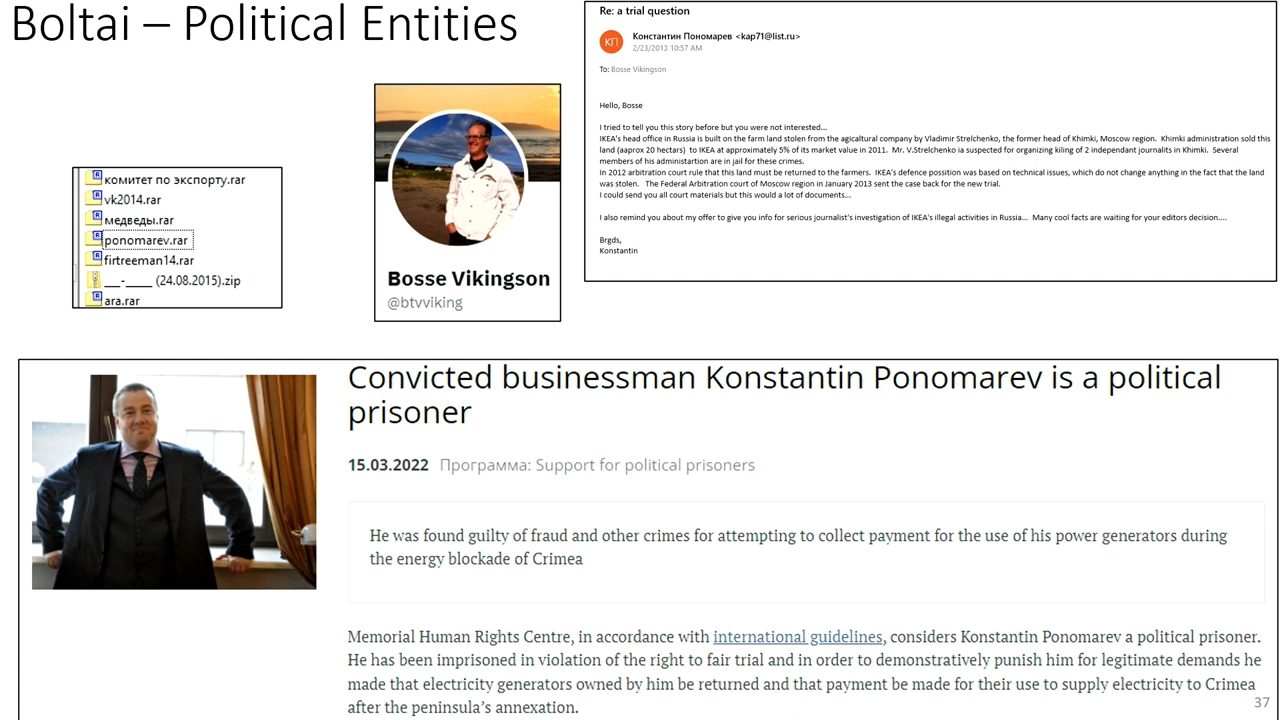 Boltai – Political Entities
комитет по экспорту.rar
vk2014.rar
медведы.rar
ponomarev.rar
firtreeman14.rar
__-____ (24.08.2015).zip
ara.rar
Bosse Vikingson
@btvviking
Re: a trial question
КП
Константин Пономарев <kap71@list.ru>
2/23/2013 10:57 AM
To: Bosse Vikingson
Hello, Bosse
I tried to tell you this story before but you were not interested...
IKEA's head office in Russia is built on the farm land stolen from the agicaltural company by Vladimir Strelchenko, the former head of Khimki, Moscow region. Khimki administration sold this
land (aaprox 20 hectars) to IKEA at approximately 5% of its market value in 2011. Mr. V.Strelchenko ia suspected for organizing kiling of 2 independant journalits in Khimki. Several
members of his administartion are in jail for these crimes.
In 2012 arbitration court rule that this land must be returned to the farmers. IKEA's defence possition was based on technical issues, which do not change anything in the fact that the land
was stolen. The Federal Arbitration court of Moscow region in January 2013 sent the case back for the new trial.
I could send you all court materials but this would a lot of documents...
I also remind you about my offer to give you info for serious journalist's investigation of IKEA's illegal activities in Russia... Many cool facts are waiting for your editors decision....
Brgds,
Konstantin
Convicted businessman Konstantin Ponomarev is a political
prisoner
15.03.2022 Программа: Support for political prisoners
He was found guilty of fraud and other crimes for attempting to collect payment for the use of his power generators during
the energy blockade of Crimea
Memorial Human Rights Centre, in accordance with international guidelines, considers Konstantin Ponomarev a political prisoner.
He has been imprisoned in violation of the right to fair trial and in order to demonstratively punish him for legitimate demands he
made that electricity generators owned by him be returned and that payment be made for their use to supply electricity to Crimea
after the peninsula's annexation.
37